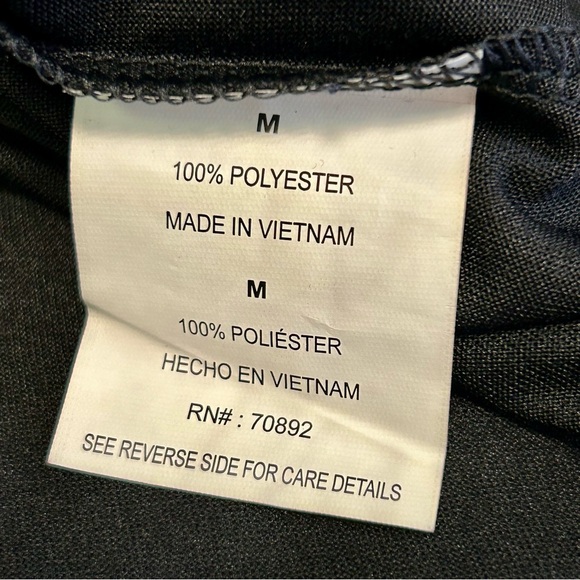 M
100% POLYESTER
MADE IN VIETNAM
M
100% POLIÉSTER
HECHO EN VIETNAM
RN# : 70892
SEE REVERSE SIDE FOR CARE DETAILS